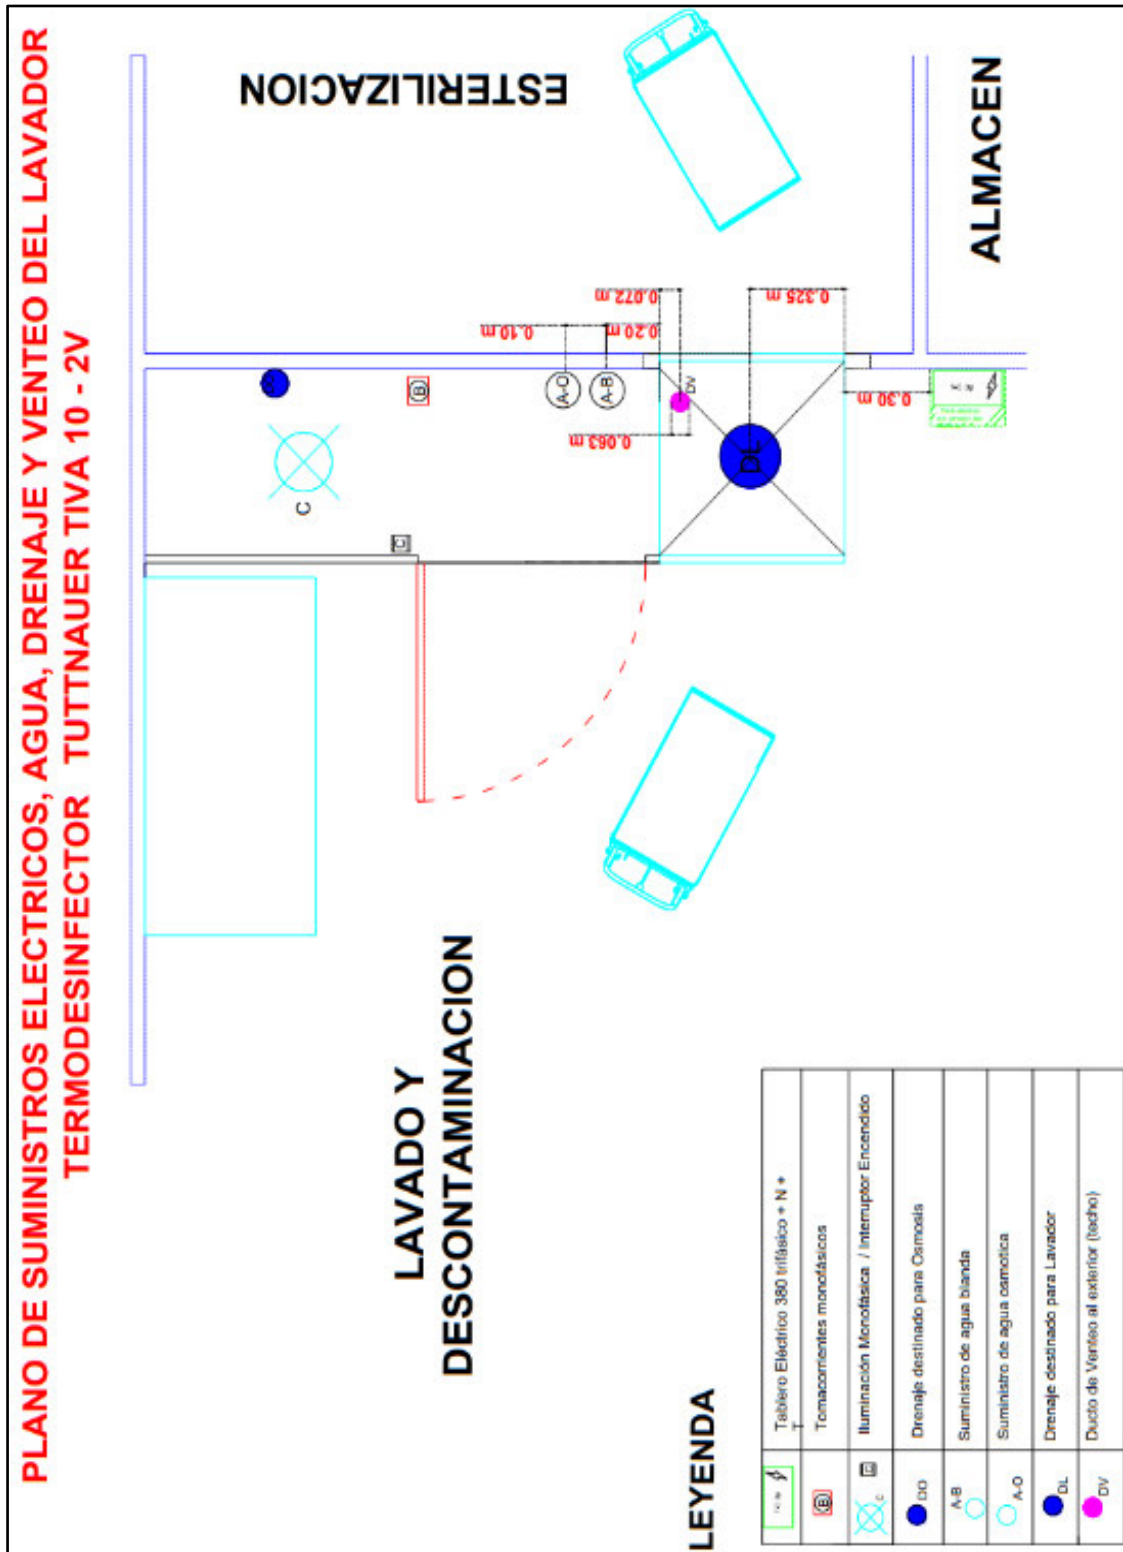 PLANO DE SUMINISTROS ELECTRICOS, AGUA, DRENAJE Y VENTEO DEL LAVADOR
TERMODESINFECTOR TUTTNAUER TIVA 10 - 2V
ESTERILIZACION
ALMACEN
LAVADO Y
DESCONTAMINACION
DO
C
B
C
A-O
A-B
DV
DL
0.10 m
0.20 m
0.072 m
0.063 m
0.325 m
0.30 m
LEYENDA
Tablero Eléctrico 380 trifásico + N +
T
B
Tomacorrientes monofásicos
C
C
Iluminación Monofásica / Interruptor Encendido
DO
Drenaje destinado para Osmosis
A-B
Suministro de agua blanda
A-O
Suministro de agua osmotica
DL
Drenaje destinado para Lavador
DV
Ducto de Venteo al exterior (techo)